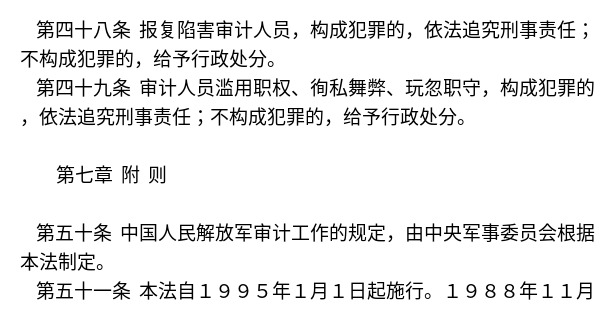 第四十八条 报复陷害审计人员，构成犯罪的，依法追究刑事责任；
不构成犯罪的，给予行政处分。
第四十九条 审计人员滥用职权、徇私舞弊、玩忽职守，构成犯罪的
，依法追究刑事责任；不构成犯罪的，给予行政处分。
第七章 附 则
第五十条 中国人民解放军审计工作的规定，由中央军事委员会根据
本法制定。
第五十一条 本法自１９９５年１月１日起施行。１９８８年１１月